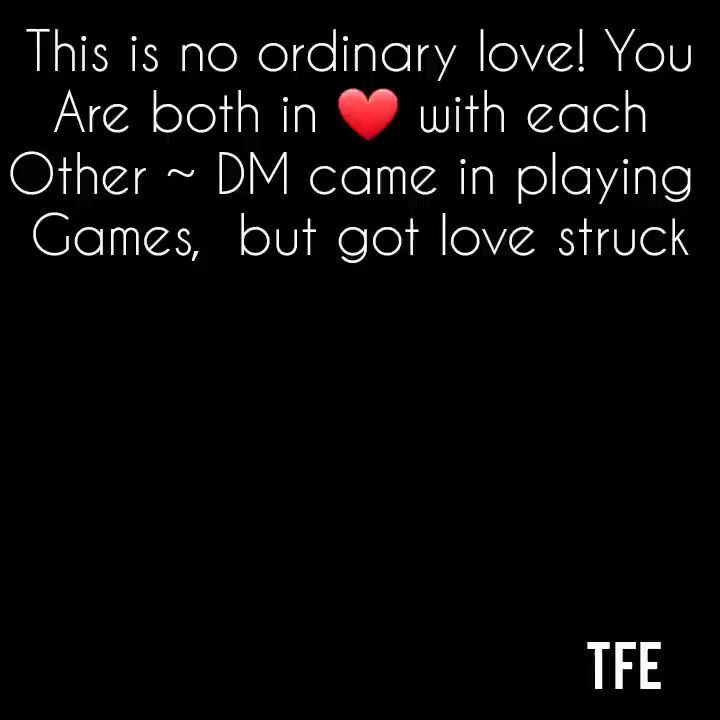 This is no ordinary love! You
Are both in ❤️ with each
Other ~ DM came in playing
Games,  but got love struck
TFE